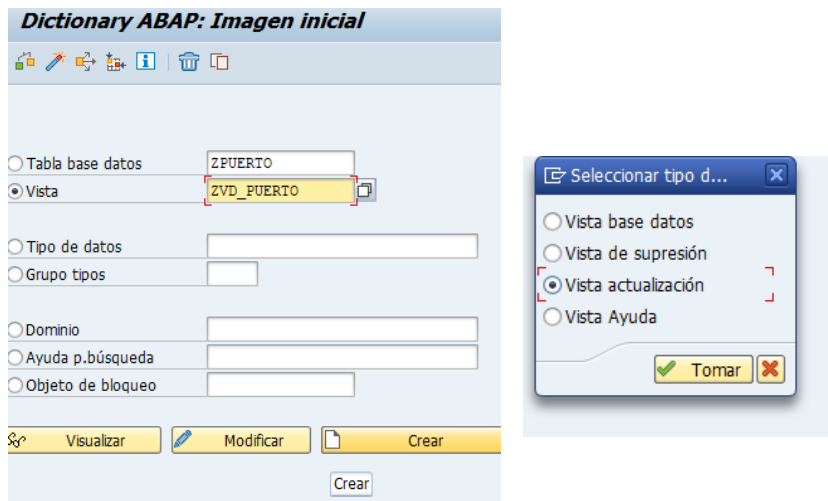 Dictionary ABAP: Imagen inicial
Tabla base datos ZPUERTO
Vista ZVD_PUERTO
Tipo de datos
Grupo tipos
Dominio
Ayuda p.búsqueda
Objeto de bloqueo
Visualizar Modificar Crear
Crear
Seleccionar tipo d...
Vista base datos
Vista de supresión
Vista actualización
Vista Ayuda
Tomar